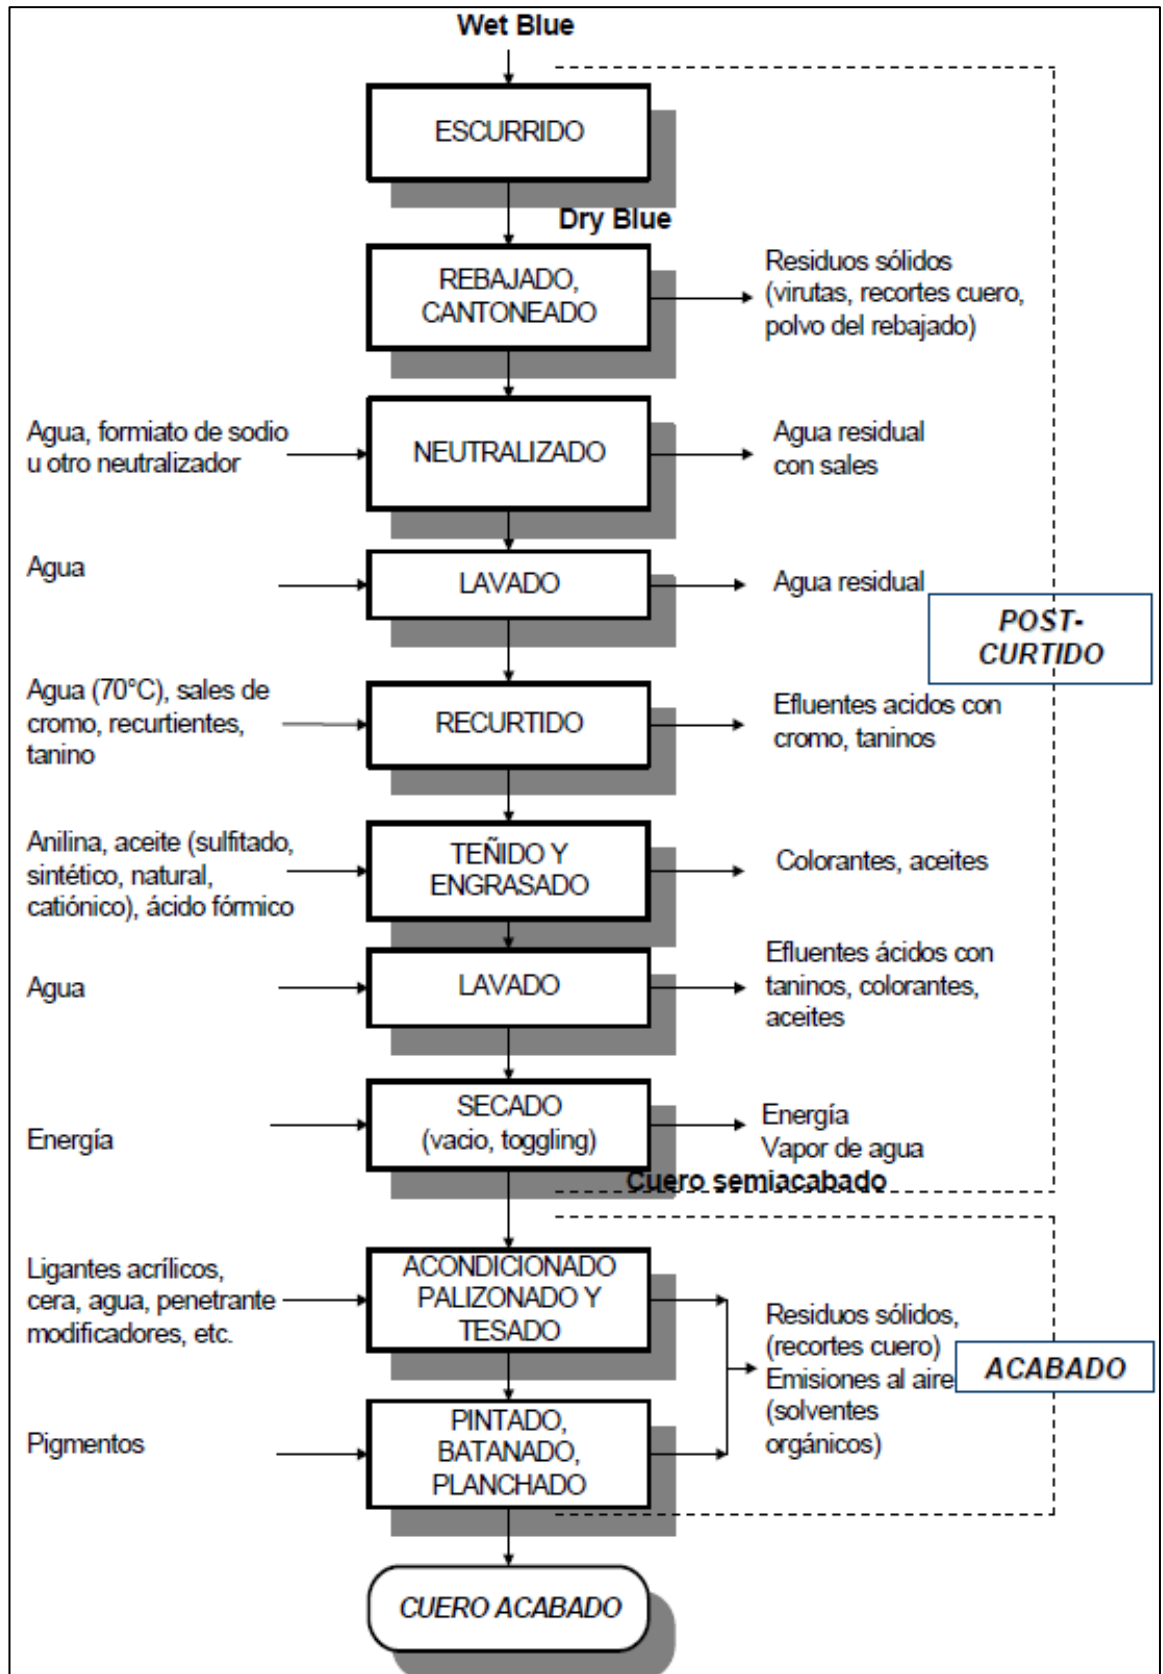 Wet Blue
ESCURRIDO
Dry Blue
REBAJADO,
CANTONEADO
Residuos sólidos
(virutas, recortes cuero,
polvo del rebajado)
Agua, formiato de sodio
u otro neutralizador
NEUTRALIZADO
Agua residual
con sales
Agua
LAVADO
Agua residual
POST-
CURTIDO
Agua (70°C), sales de
cromo, recurtientes,
tanino
RECURTIDO
Efluentes acidos con
cromo, taninos
Anilina, aceite (sulfitado,
sintético, natural,
catiónico), ácido fórmico
TEÑIDO Y
ENGRASADO
Colorantes, aceites
Agua
LAVADO
Efluentes ácidos con
taninos, colorantes,
aceites
Energía
SECADO
(vacio, toggling)
Energía
Vapor de agua
Cuero semiacabado
Ligantes acrílicos,
cera, agua, penetrante
modificadores, etc.
ACONDICIONADO
PALIZONADO Y
TESADO
Residuos sólidos,
(recortes cuero)
Emisiones al aire
(solventes
orgánicos)
ACABADO
Pigmentos
PINTADO,
BATANADO,
PLANCHADO
CUERO ACABADO